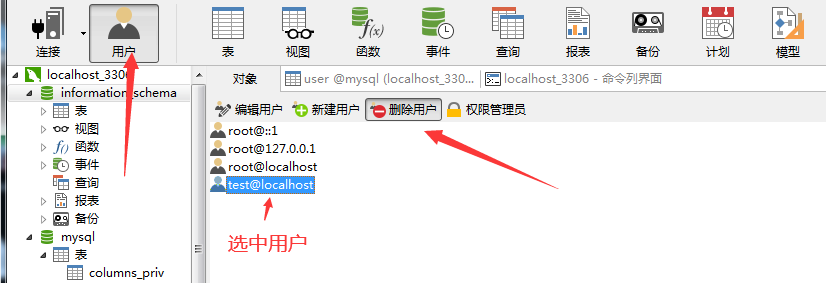 连接
用户
表
视图
函数
事件
查询
报表
备份
计划
模型
localhost_3306
information_schema
表
视图
f()
函数
事件
查询
报表
备份
mysql
表
columns_priv
对象
user @mysql (localhost_330...
localhost_3306 - 命令列界面
编辑用户
新建用户
删除用户
权限管理员
root@::1
root@127.0.0.1
root@localhost
test@localhost
选中用户